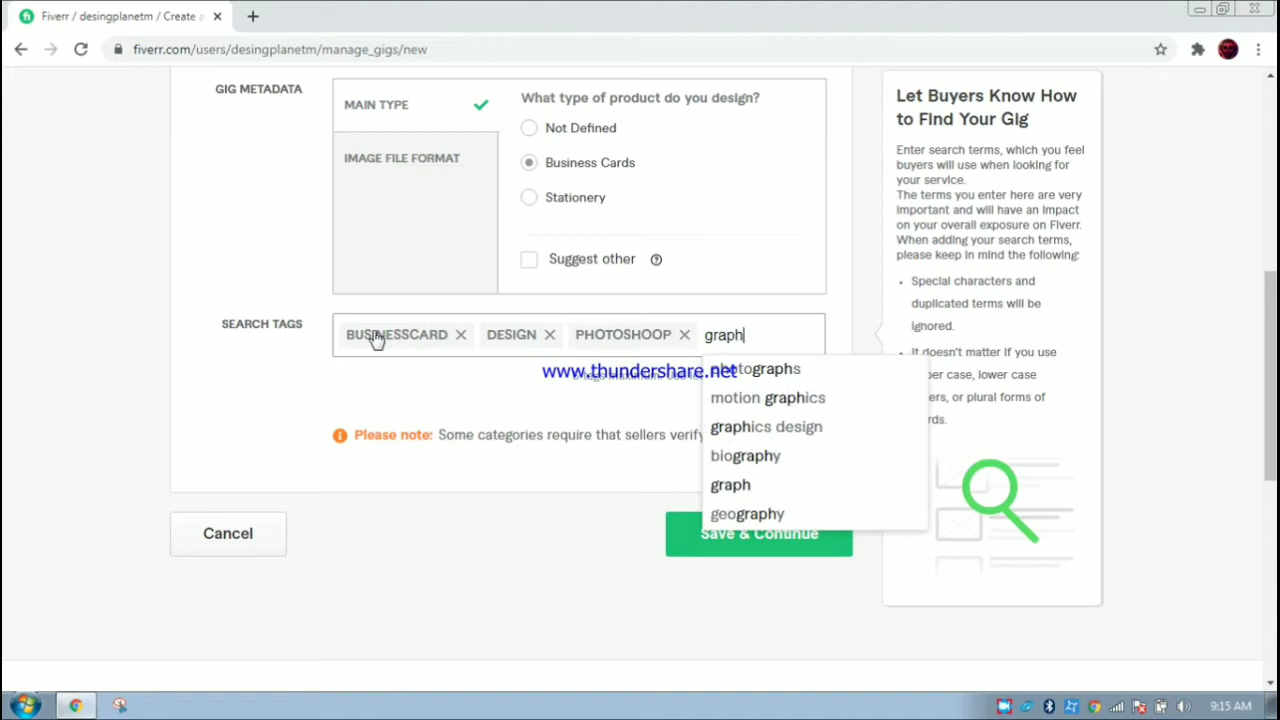 Fiverr / desingplanetm / Create a
fiverr.com/users/desingplanetm/manage_gigs/new
GIG METADATA
MAIN TYPE
IMAGE FILE FORMAT
What type of product do you design?
Not Defined
Business Cards
Stationery
Suggest other
SEARCH TAGS
BUSINESSCARD
DESIGN
PHOTOSHOOP
graph
www.thundershare.net
photographs
motion graphics
graphics design
biography
graph
geography
Please note: Some categories require that sellers verify
Cancel
Save & Continue
Let Buyers Know How
to Find Your Gig
Enter search terms, which you feel
buyers will use when looking for
your service.
The terms you enter here are very
important and will have an impact
on your overall exposure on Fiverr.
When adding your search terms,
please keep in mind the following:
Special characters and
duplicated terms will be
ignored.
It doesn't matter if you use
case, lower case
or plural forms of
9:15 AM